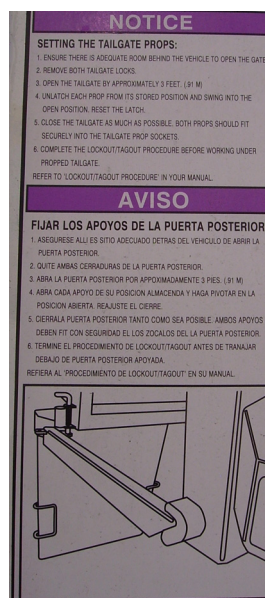 NOTICE
SETTING THE TAILGATE PROPS:
1. ENSURE THERE IS ADEQUATE ROOM BEHIND THE VEHICLE TO OPEN THE GATE
2. REMOVE BOTH TAILGATE LOCKS.
3. OPEN THE TAILGATE BY APPROXIMATELY 3 FEET. (.91 M)
4. UNLATCH EACH PROP FROM ITS STORED POSITION AND SWING INTO THE
OPEN POSITION. RESET THE LATCH.
5. CLOSE THE TAILGATE AS MUCH AS POSSIBLE. BOTH PROPS SHOULD FIT
SECURELY INTO THE TAILGATE PROP SOCKETS.
6. COMPLETE THE LOCKOUT/TAGOUT PROCEDURE BEFORE WORKING UNDER
PROPPED TAILGATE.
REFER TO 'LOCKOUT/TAGOUT PROCEDURE' IN YOUR MANUAL.
AVISO
FIJAR LOS APOYOS DE LA PUERTA POSTERIOR
1. ASEGURESE ALLI ES SITIO ADECUADO DETRAS DEL VEHICULO DE ABRIR LA
PUERTA POSTERIOR.
2. QUITE AMBAS CERRADURAS DE LA PUERTA POSTERIOR.
3. ABRA LA PUERTA POSTERIOR POR APPOXIMADAMENTE 3 PIES. (.91 M)
4. ABRA CADA APOYO DE SU POSICION ALMACENDA Y HAGA PIVOTAR EN LA
POSICION ABIERTA. REAJUSTE EL CIERRE.
5. CIERRALA PUERTA POSTERIOR TANTO COMO SEA POSIBLE. AMBOS APOYOS
DEBEN FIT CON SEGURIDAD EL LOS ZOCALOS DEL LA PUERTA POSTERIOR.
6. TERMINE EL PROCEDIMIENTO DE LOCKOUT/TAGOUT ANTES DE TRANAJAR
DEBAJO DE PUERTA POSTERIOR APOYADA.
REFIERA AL 'PROCEDIMIENTO DE LOCKOUT/TAGOUT' EN SU MANUAL.